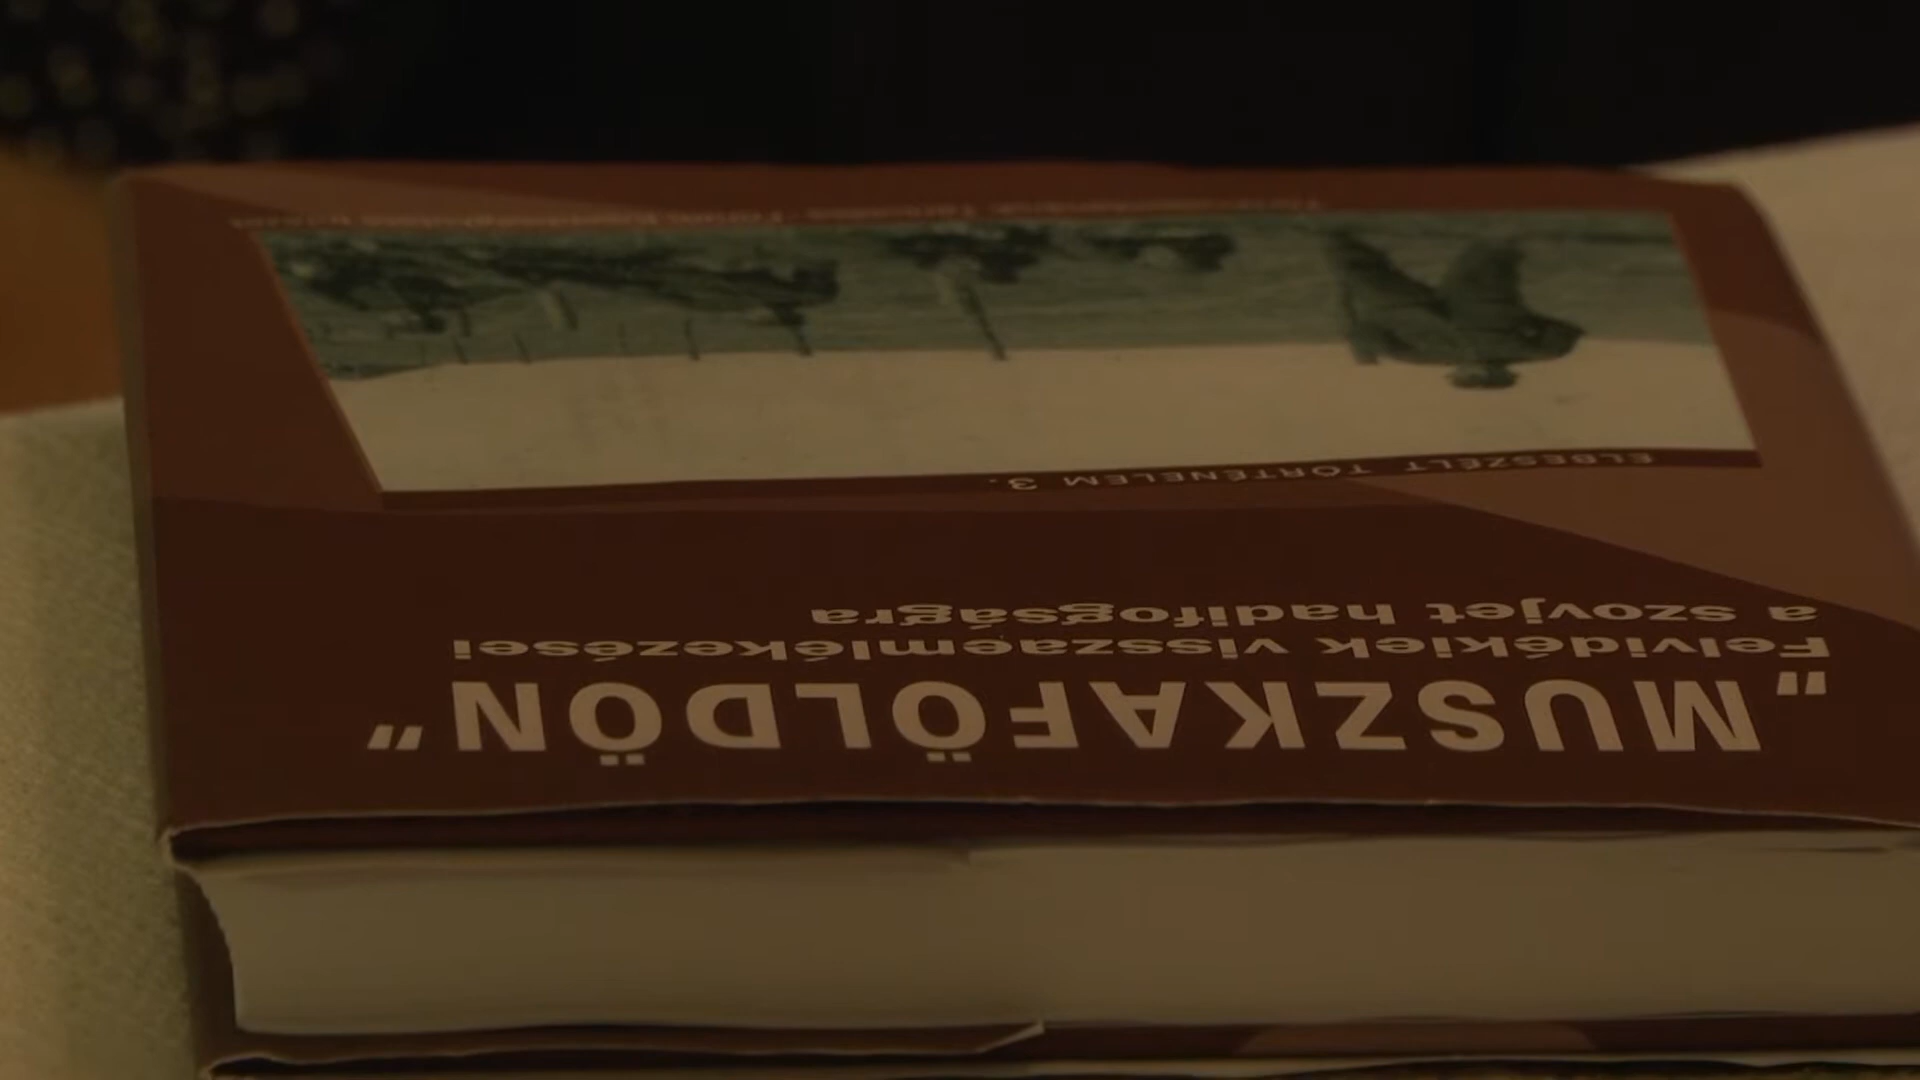 „MUSZKAFÖLDÖN”
Felvidékiek visszaemlékezései
a szovjet hadifogságra
ELBESZÉLT TÖRTÉNELEM 3.